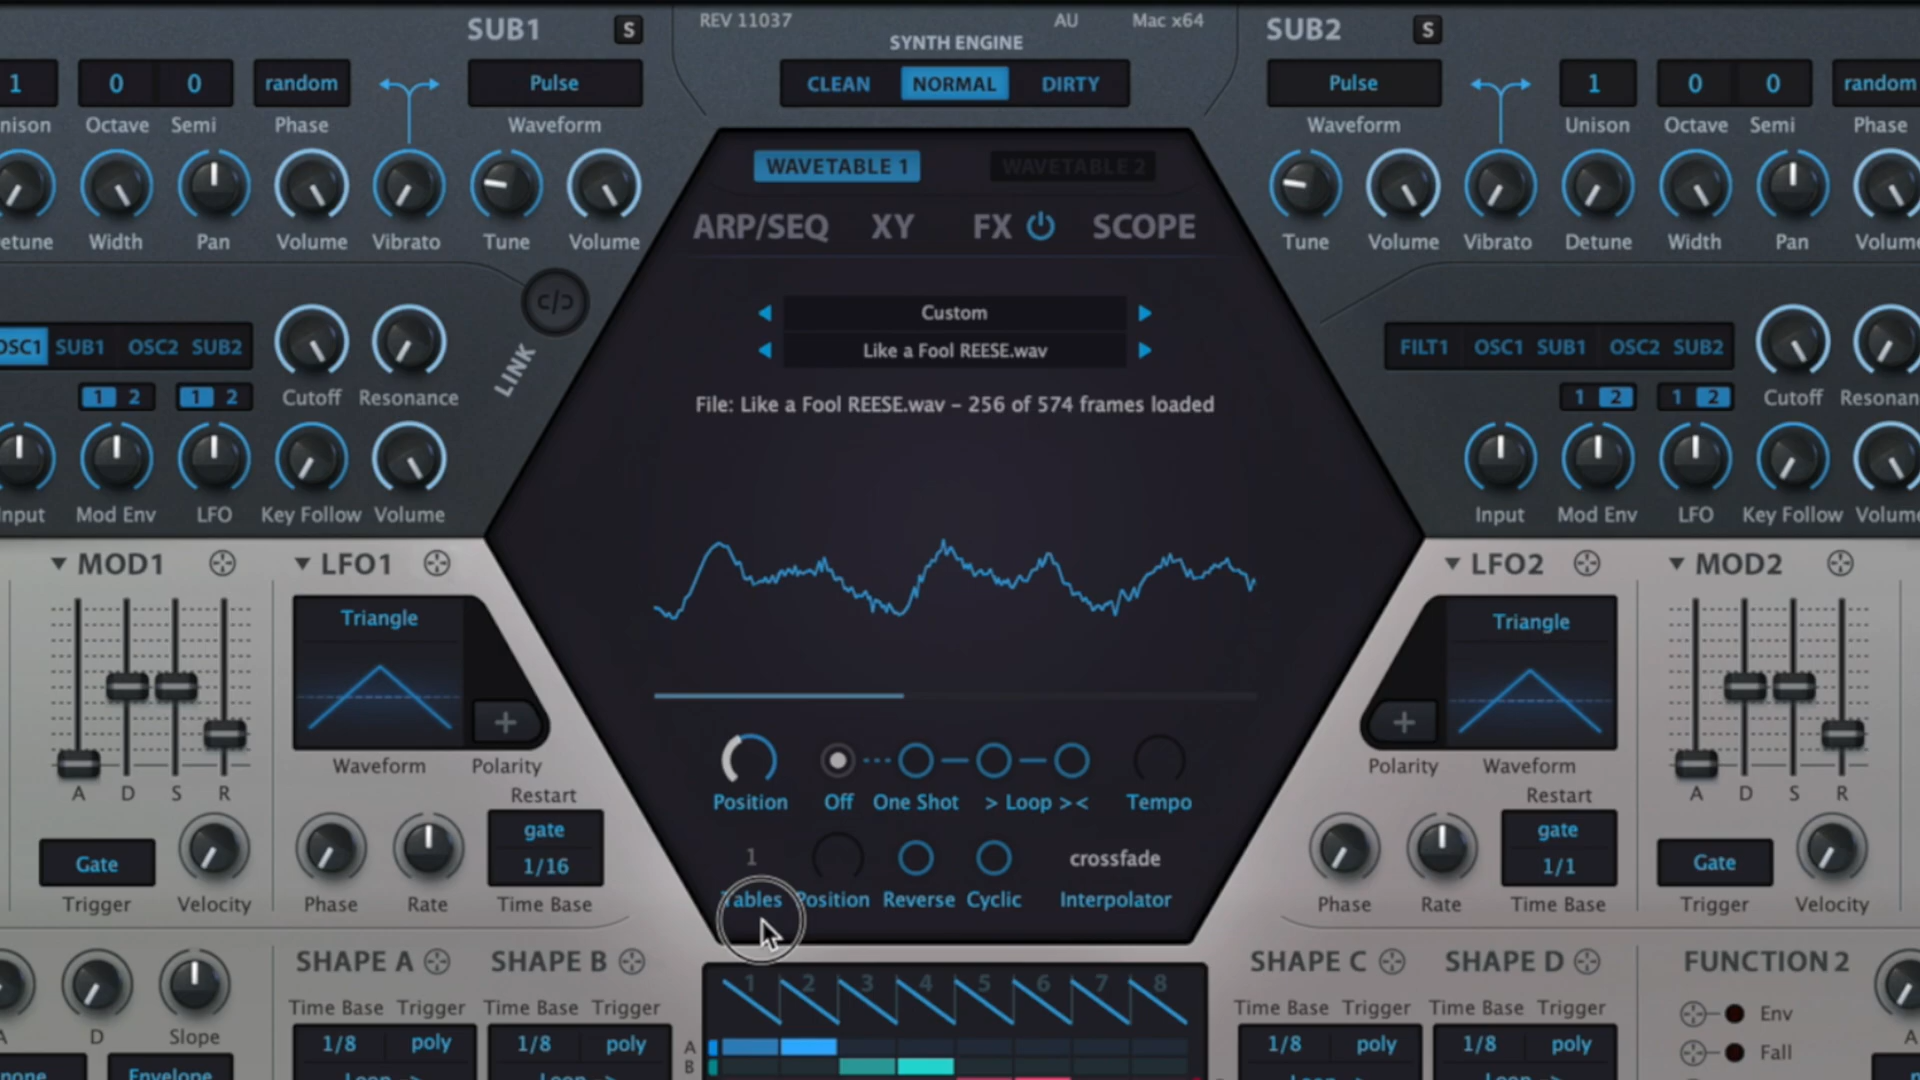 SUB1 S
REV 11037 AU Mac x64
SYNTH ENGINE
SUB2 S
1 0 0 random Pulse
CLEAN NORMAL DIRTY
Pulse 1 0 0 random
Octave Semi Phase Waveform
Waveform Unison Octave Semi Phase
WAVETABLE 1 WAVETABLE 2
ARP/SEQ XY FX SCOPE
Width Pan Volume Vibrato Tune Volume
Tune Volume Vibrato Detune Width Pan
Custom
Like a Fool REESE.wav
File: Like a Fool REESE.wav – 256 of 574 frames loaded
OSC1 SUB1 OSC2 SUB2
LINK
FILT1 OSC1 SUB1 OSC2 SUB2
1 2 1 2 Cutoff Resonance
1 2 1 2 Cutoff
Input Mod Env LFO Key Follow Volume
Input Mod Env LFO Key Follow
MOD1 LFO1
LFO2 MOD2
Triangle
Triangle
Waveform Polarity
Polarity Waveform
A D S R
A D S R
Restart
gate
1/16
Time Base
Restart
gate
1/1
Time Base
Gate
Trigger Velocity Phase Rate
Phase Rate
Gate
Trigger Velocity
Position Off One Shot > Loop >< Tempo
1 crossfade
Tables Position Reverse Cyclic Interpolator
SHAPE A SHAPE B
SHAPE C SHAPE D FUNCTION 2
1 2 3 4 5 6 7 8
Time Base Trigger Time Base Trigger
Time Base Trigger Time Base Trigger
D Slope
1/8 poly 1/8 poly
1/8 poly 1/8 poly
A
B
Env
Fall
A
Envelope